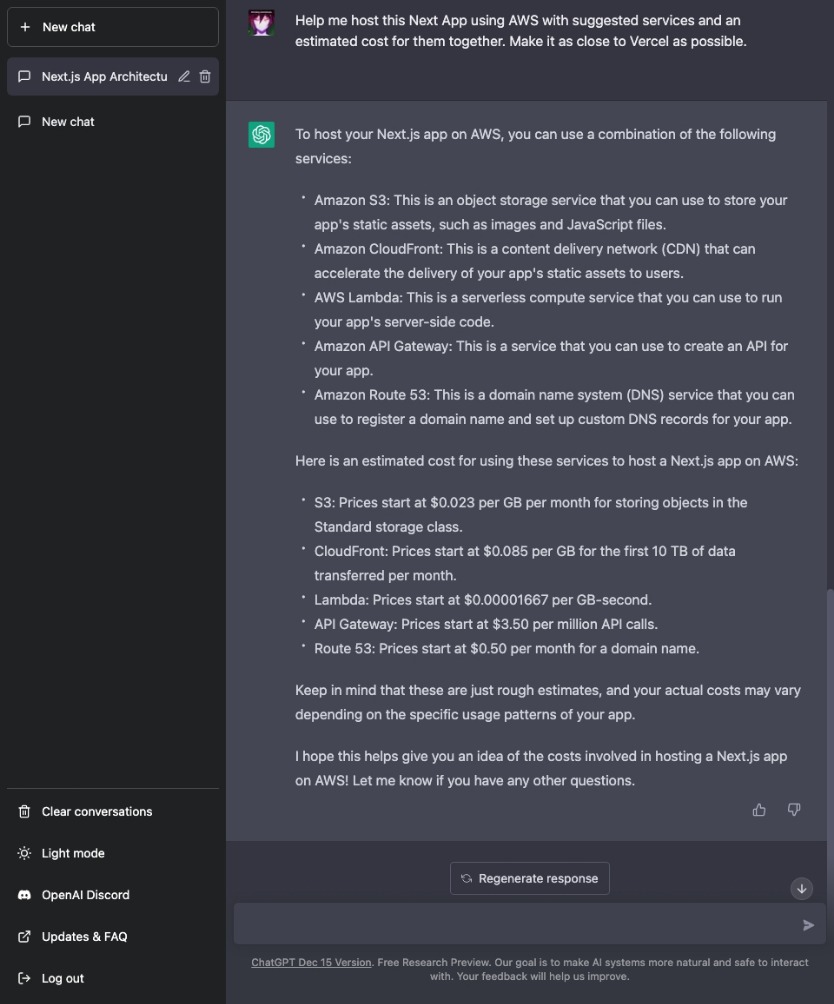 New chat
Next.js App Architectu
New chat
Clear conversations
Light mode
OpenAI Discord
Updates & FAQ
Log out
Help me host this Next App using AWS with suggested services and an
estimated cost for them together. Make it as close to Vercel as possible.
To host your Next.js app on AWS, you can use a combination of the following
services:
• Amazon S3: This is an object storage service that you can use to store your
app's static assets, such as images and JavaScript files.
• Amazon CloudFront: This is a content delivery network (CDN) that can
accelerate the delivery of your app's static assets to users.
• AWS Lambda: This is a serverless compute service that you can use to run
your app's server-side code.
• Amazon API Gateway: This is a service that you can use to create an API for
your app.
• Amazon Route 53: This is a domain name system (DNS) service that you can
use to register a domain name and set up custom DNS records for your app.
Here is an estimated cost for using these services to host a Next.js app on AWS:
• S3: Prices start at $0.023 per GB per month for storing objects in the
Standard storage class.
• CloudFront: Prices start at $0.085 per GB for the first 10 TB of data
transferred per month.
• Lambda: Prices start at $0.00001667 per GB-second.
• API Gateway: Prices start at $3.50 per million API calls.
• Route 53: Prices start at $0.50 per month for a domain name.
Keep in mind that these are just rough estimates, and your actual costs may vary
depending on the specific usage patterns of your app.
I hope this helps give you an idea of the costs involved in hosting a Next.js app
on AWS! Let me know if you have any other questions.
Regenerate response
ChatGPT Dec 15 Version. Free Research Preview. Our goal is to make AI systems more natural and safe to interact
with. Your feedback will help us improve.